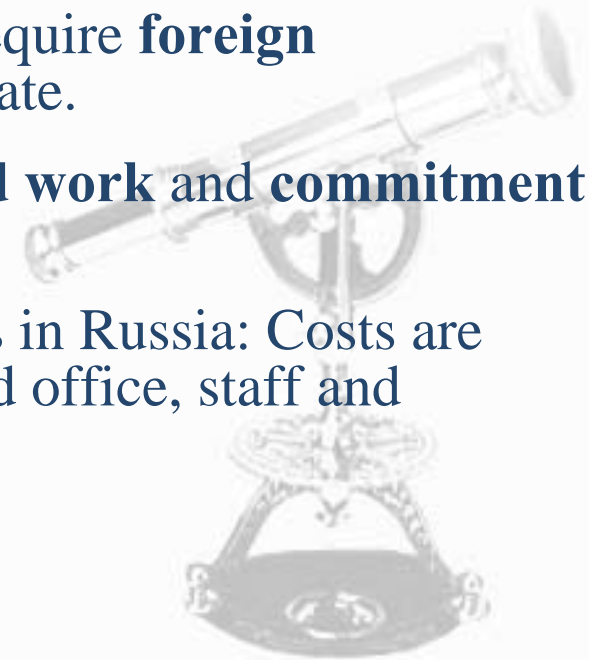 quire foreign
ate.
d work and commitment
s in Russia: Costs are
d office, staff and